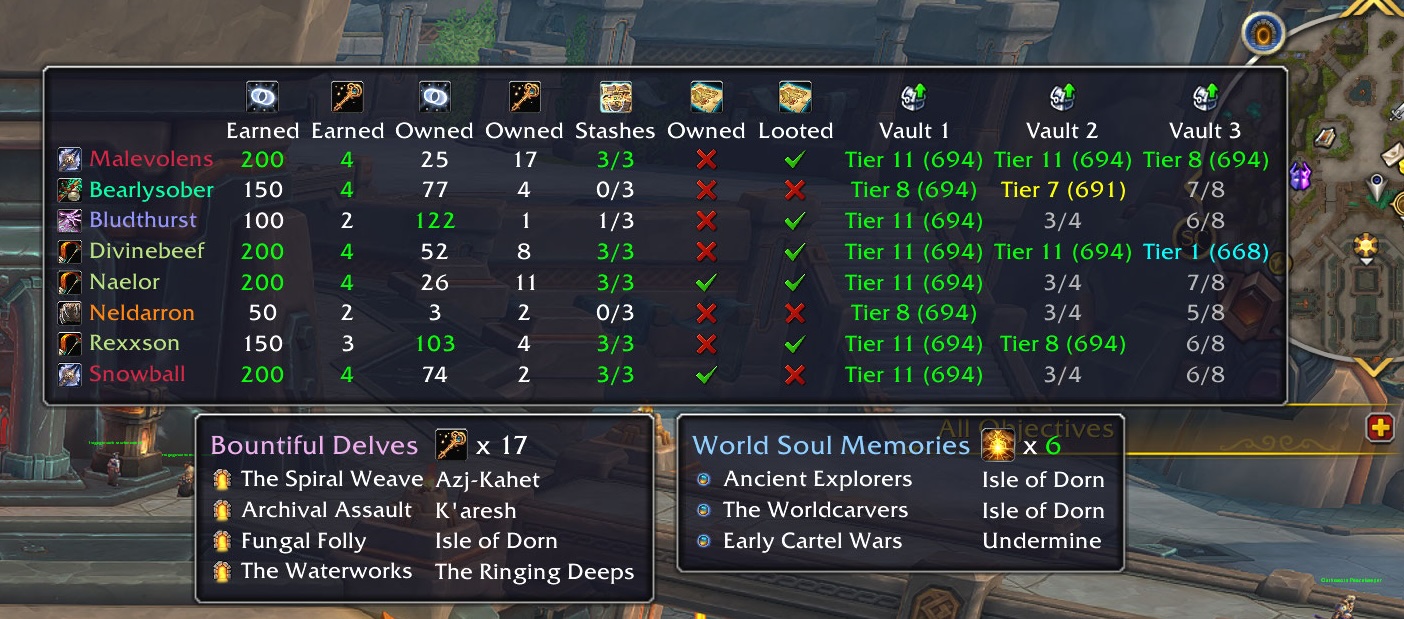 Earned Earned Owned Owned Stashes Owned Looted Vault 1 Vault 2 Vault 3
Malevolens 200 4 25 17 3/3 Tier 11 (694) Tier 11 (694) Tier 8 (694)
Bearlysober 150 4 77 4 0/3 Tier 8 (694) Tier 7 (691) 7/8
Bludthurst 100 2 122 1 1/3 Tier 11 (694) 3/4 6/8
Divinebeef 200 4 52 8 3/3 Tier 11 (694) Tier 11 (694) Tier 1 (668)
Naelor 200 4 26 11 3/3 Tier 11 (694) 3/4 7/8
Neldarron 50 2 3 2 0/3 Tier 8 (694) 3/4 5/8
Rexxson 150 3 103 4 3/3 Tier 11 (694) Tier 8 (694) 6/8
Snowball 200 4 74 2 3/3 Tier 11 (694) 3/4 6/8
All Objectives
Bountiful Delves x 17
The Spiral Weave Azj-Kahet
Archival Assault K'aresh
Fungal Folly Isle of Dorn
The Waterworks The Ringing Deeps
World Soul Memories x 6
Ancient Explorers Isle of Dorn
The Worldcarvers Isle of Dorn
Early Cartel Wars Undermine